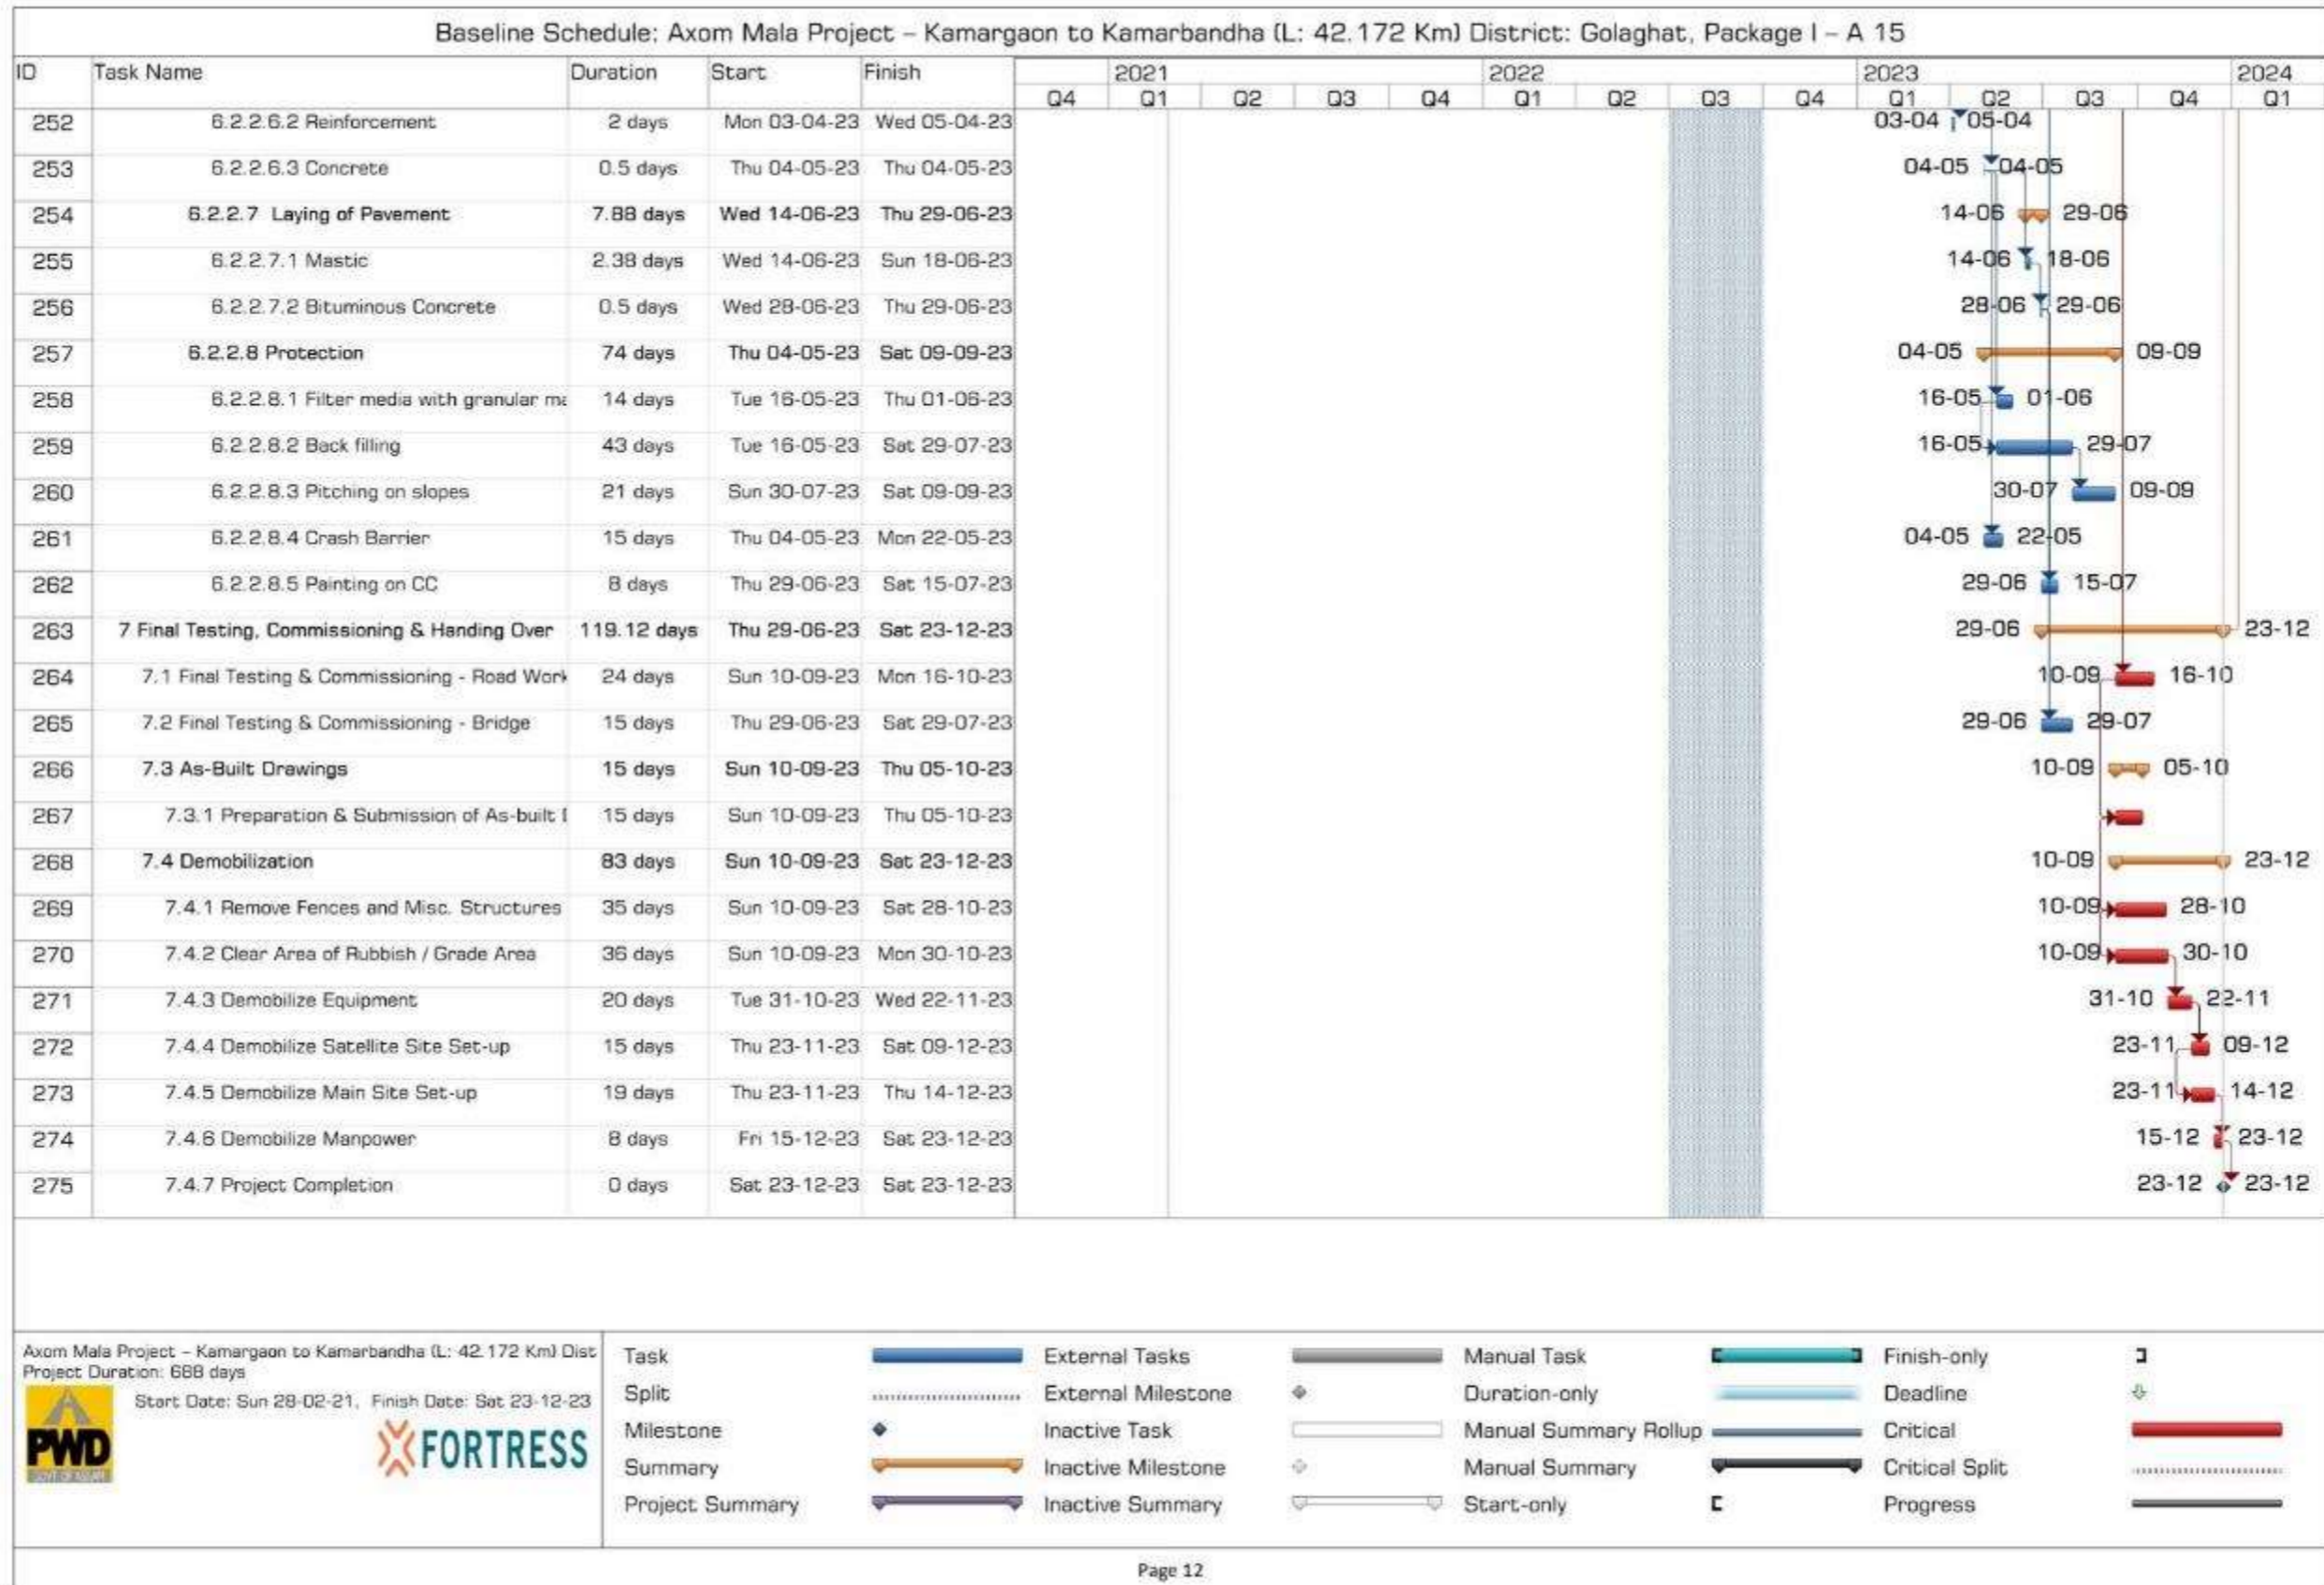 Baseline Schedule: Axom Mala Project – Kamargaon to Kamarbandha (L: 42.172 Km) District: Golaghat, Package I – A 15
ID Task Name Duration Start Finish 2021 2022 2023 2024
Q4 Q1 Q2 Q3 Q4 Q1 Q2 Q3 Q4 Q1 Q2 Q3 Q4 Q1
252 6.2.2.6.2 Reinforcement 2 days Mon 03-04-23 Wed 05-04-23 03-04 05-04
253 6.2.2.6.3 Concrete 0.5 days Thu 04-05-23 Thu 04-05-23 04-05 04-05
254 6.2.2.7 Laying of Pavement 7.88 days Wed 14-06-23 Thu 29-06-23 14-06 29-06
255 6.2.2.7.1 Mastic 2.38 days Wed 14-06-23 Sun 18-06-23 14-06 18-06
256 6.2.2.7.2 Bituminous Concrete 0.5 days Wed 28-06-23 Thu 29-06-23 28-06 29-06
257 6.2.2.8 Protection 74 days Thu 04-05-23 Sat 09-09-23 04-05 09-09
258 6.2.2.8.1 Filter media with granular ma 14 days Tue 16-05-23 Thu 01-06-23 16-05 01-06
259 6.2.2.8.2 Back filling 43 days Tue 16-05-23 Sat 29-07-23 16-05 29-07
260 6.2.2.8.3 Pitching on slopes 21 days Sun 30-07-23 Sat 09-09-23 30-07 09-09
261 6.2.2.8.4 Crash Barrier 15 days Thu 04-05-23 Mon 22-05-23 04-05 22-05
262 6.2.2.8.5 Painting on CC 8 days Thu 29-06-23 Sat 15-07-23 29-06 15-07
263 7 Final Testing, Commissioning & Handing Over 119.12 days Thu 29-06-23 Sat 23-12-23 29-06 23-12
264 7.1 Final Testing & Commissioning - Road Work 24 days Sun 10-09-23 Mon 16-10-23 10-09 16-10
265 7.2 Final Testing & Commissioning - Bridge 15 days Thu 29-06-23 Sat 29-07-23 29-06 29-07
266 7.3 As-Built Drawings 15 days Sun 10-09-23 Thu 05-10-23 10-09 05-10
267 7.3.1 Preparation & Submission of As-built 15 days Sun 10-09-23 Thu 05-10-23
268 7.4 Demobilization 83 days Sun 10-09-23 Sat 23-12-23 10-09 23-12
269 7.4.1 Remove Fences and Misc. Structures 35 days Sun 10-09-23 Sat 28-10-23 10-09 28-10
270 7.4.2 Clear Area of Rubbish / Grade Area 36 days Sun 10-09-23 Mon 30-10-23 10-09 30-10
271 7.4.3 Demobilize Equipment 20 days Tue 31-10-23 Wed 22-11-23 31-10 22-11
272 7.4.4 Demobilize Satellite Site Set-up 15 days Thu 23-11-23 Sat 09-12-23 23-11 09-12
273 7.4.5 Demobilize Main Site Set-up 19 days Thu 23-11-23 Thu 14-12-23 23-11 14-12
274 7.4.6 Demobilize Manpower 8 days Fri 15-12-23 Sat 23-12-23 15-12 23-12
275 7.4.7 Project Completion 0 days Sat 23-12-23 Sat 23-12-23 23-12 23-12
Axom Mala Project – Kamargaon to Kamarbandha (L: 42.172 Km) Dist
Project Duration: 688 days
Start Date: Sun 28-02-21, Finish Date: Sat 23-12-23
PWD
GOVT OF ASSAM
FORTRESS
Task External Tasks Manual Task Finish-only
Split External Milestone Duration-only Deadline
Milestone Inactive Task Manual Summary Rollup Critical
Summary Inactive Milestone Manual Summary Critical Split
Project Summary Inactive Summary Start-only Progress
Page 12